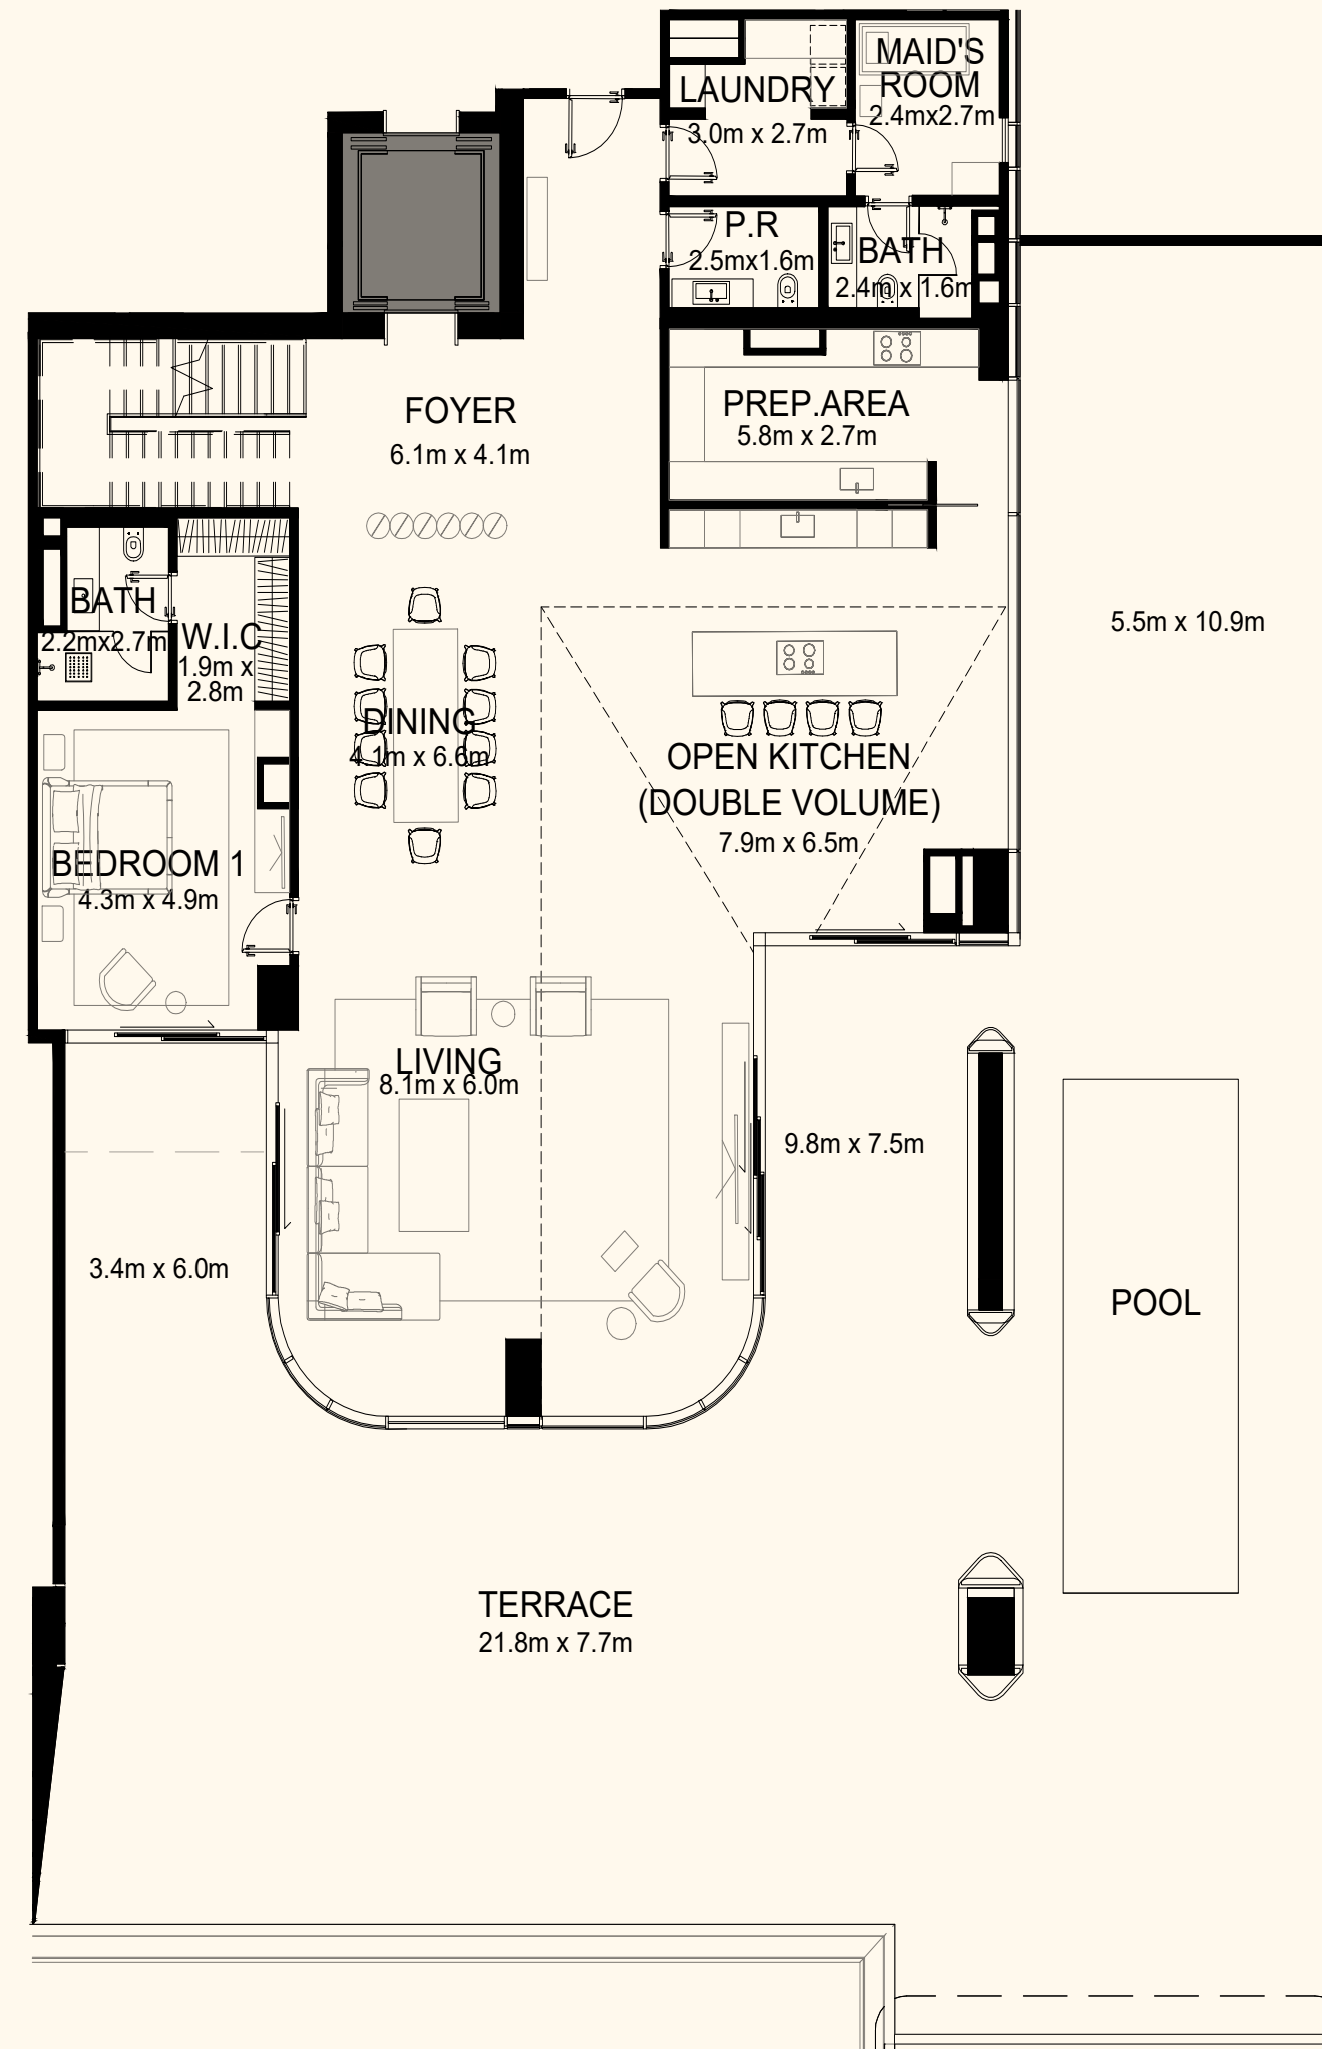 MAID'S
ROOM
2.4mx2.7m
LAUNDRY
3.0m x 2.7m
P.R
2.5mx1.6m
BATH
2.4m x 1.6m
FOYER
6.1m x 4.1m
PREP.AREA
5.8m x 2.7m
BATH
2.2mx2.7m
W.I.C
1.9m x
2.8m
5.5m x 10.9m
DINING
4.1m x 6.6m
OPEN KITCHEN
(DOUBLE VOLUME)
7.9m x 6.5m
BEDROOM 1
4.3m x 4.9m
LIVING
8.1m x 6.0m
9.8m x 7.5m
3.4m x 6.0m
POOL
TERRACE
21.8m x 7.7m